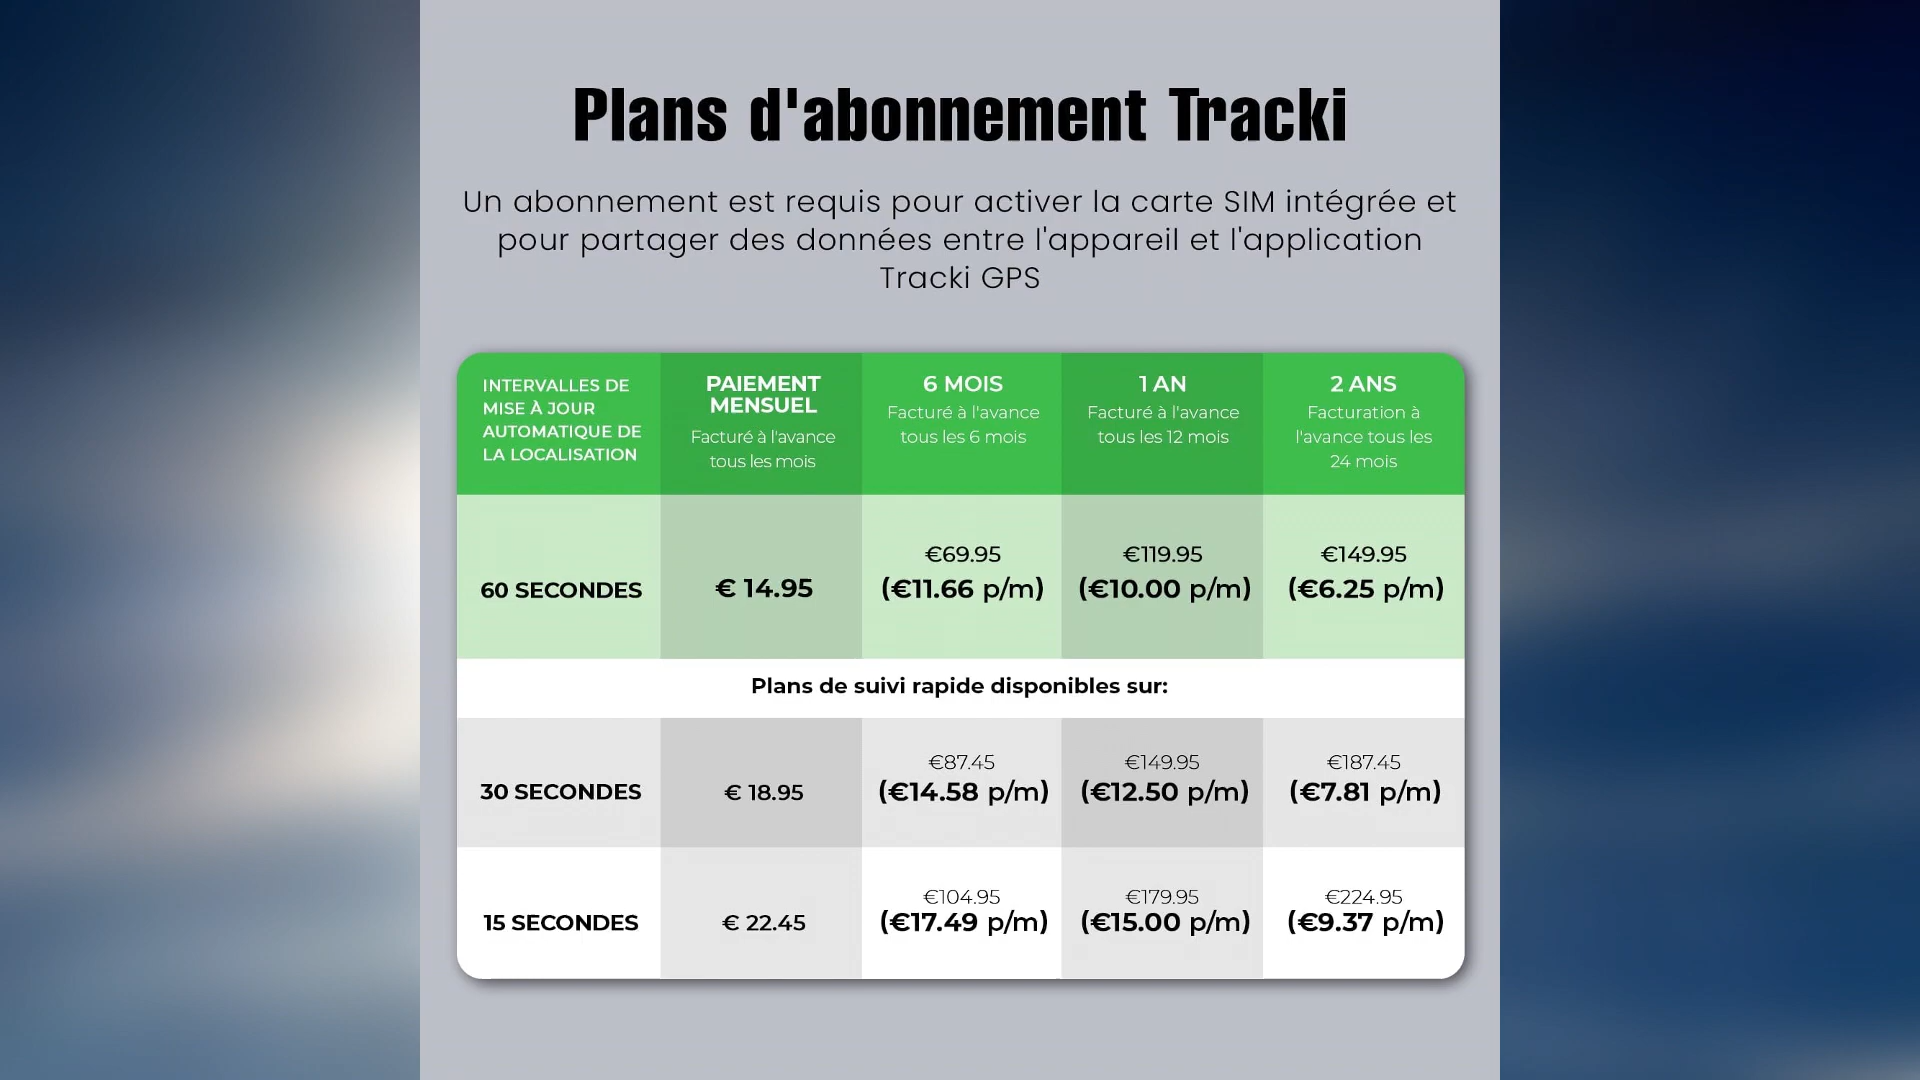 Plans d'abonnement Tracki
Un abonnement est requis pour activer la carte SIM intégrée et
pour partager des données entre l'appareil et l'application
Tracki GPS
INTERVALLES DE
MISE À JOUR
AUTOMATIQUE DE
LA LOCALISATION
PAIEMENT
MENSUEL
Facturé à l'avance
tous les mois
6 MOIS
Facturé à l'avance
tous les 6 mois
1 AN
Facturé à l'avance
tous les 12 mois
2 ANS
Facturation à
l'avance tous les
24 mois
60 SECONDES
€ 14.95
€69.95
(€11.66 p/m)
€119.95
(€10.00 p/m)
€149.95
(€6.25 p/m)
Plans de suivi rapide disponibles sur:
30 SECONDES
€ 18.95
€87.45
(€14.58 p/m)
€149.95
(€12.50 p/m)
€187.45
(€7.81 p/m)
15 SECONDES
€ 22.45
€104.95
(€17.49 p/m)
€179.95
(€15.00 p/m)
€224.95
(€9.37 p/m)